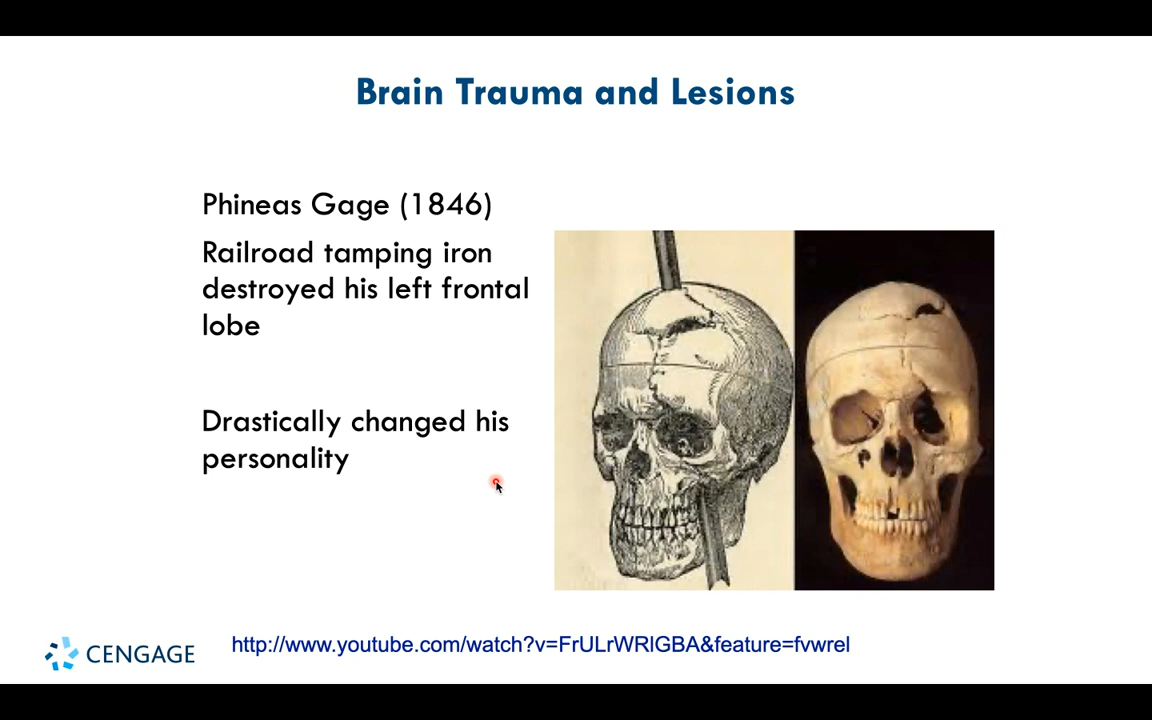 Brain Trauma and Lesions
Phineas Gage (1846)
Railroad tamping iron
destroyed his left frontal
lobe
Drastically changed his
personality
CENGAGE
http://www.youtube.com/watch?v=FrULrWRlGBA&feature=fvwrel